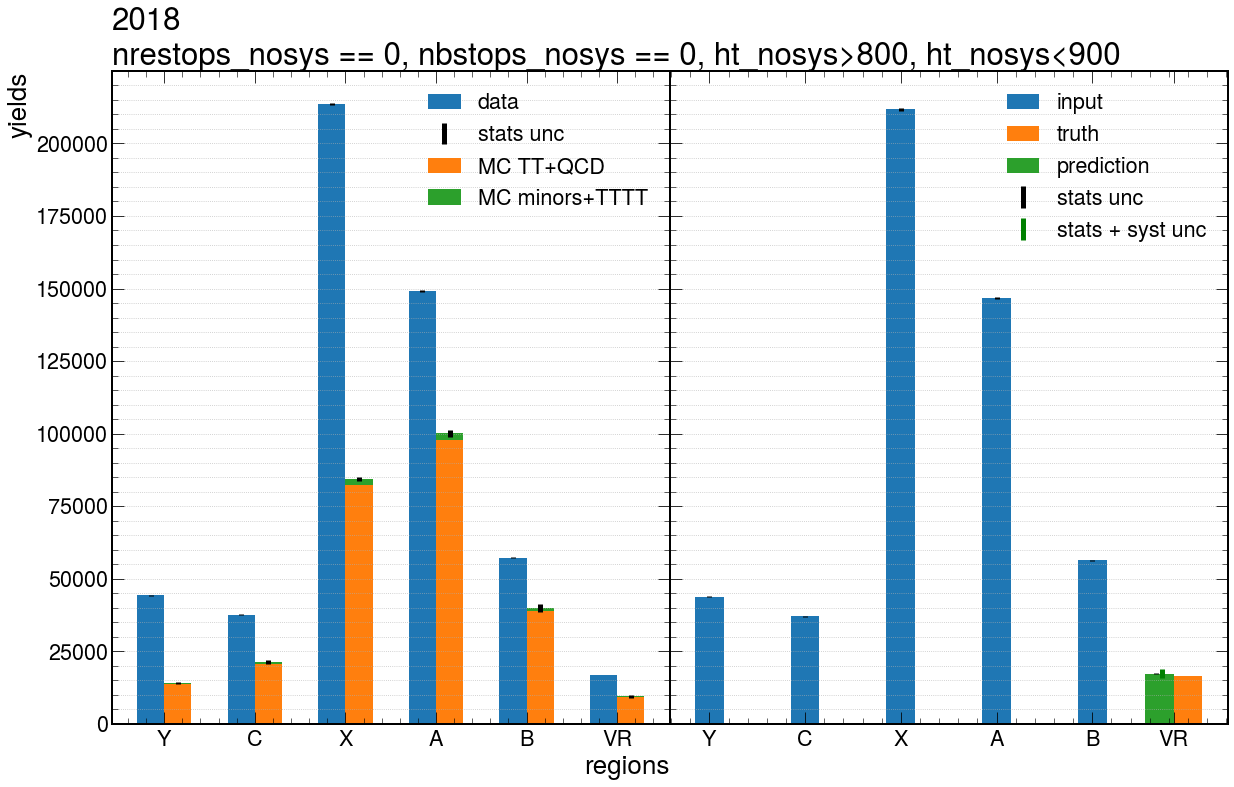 2018
nrestops_nosys == 0, nbstops_nosys == 0, ht_nosys>800, ht_nosys<900
yields
200000
175000
150000
125000
100000
75000
50000
25000
0
data
stats unc
MC TT+QCD
MC minors+TTTT
input
truth
prediction
stats unc
stats + syst unc
Y C X A B VR
Y C X A B VR
regions